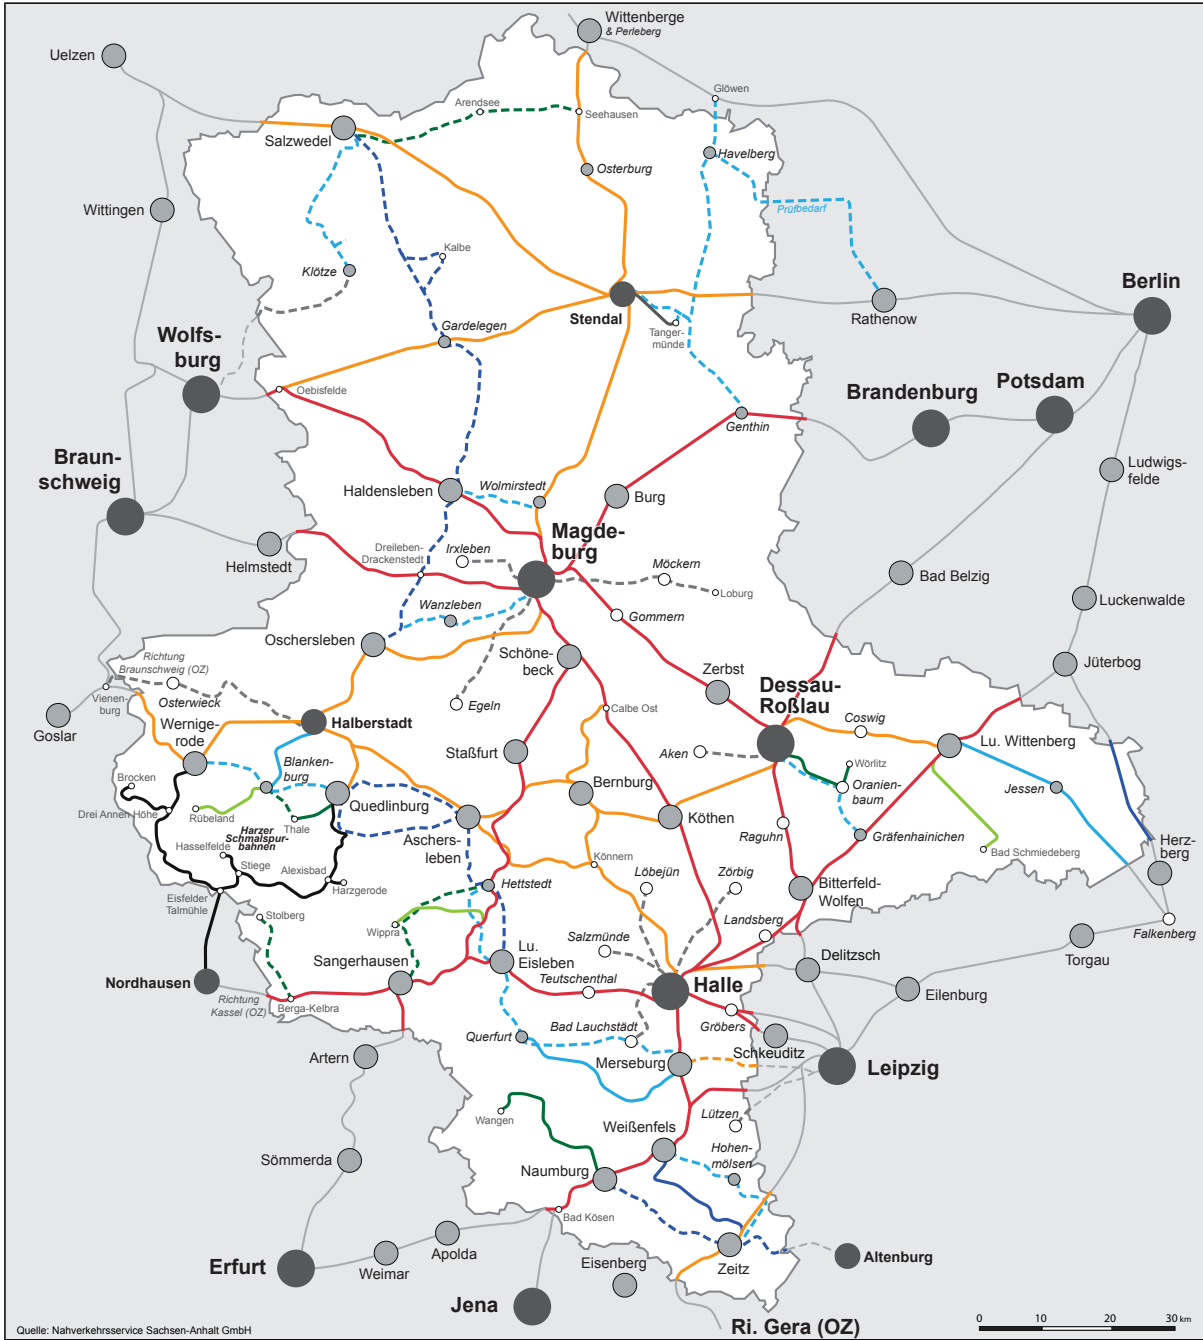 Wittenberge
& Perleberg
Uelzen
Glöwen
Arendsee
Seehausen
Salzwedel
Havelberg
Osterburg
Wittingen
Prüfbedarf
Kalbe
Klötze
Berlin
Stendal
Rathenow
Gardelegen
Tanger-
münde
Wolfs-
burg
Potsdam
Brandenburg
Oebisfelde
Genthin
Braun-
schweig
Ludwigs-
felde
Haldensleben
Wolmirstedt
Burg
Magde-
burg
Helmstedt
Dreileben-
Drackenstedt
Irxleben
Möckern
Loburg
Bad Belzig
Luckenwalde
Wanzleben
Gommern
Oschersleben
Schöne-
beck
Zerbst
Jüterbog
Richtung
Braunschweig (OZ)
Osterwieck
Vienen-
burg
Egeln
Calbe Ost
Dessau-
Roßlau
Coswig
Goslar
Wernige-
rode
Halberstadt
Staßfurt
Aken
Lu. Wittenberg
Wörlitz
Brocken
Blanken-
burg
Quedlinburg
Bernburg
Oranien-
baum
Jessen
Drei Annen Höhe
Rübeland
Thale
Aschers-
leben
Köthen
Raguhn
Gräfenhainichen
Harzer
Schmalspur-
bahnen
Hasselfelde
Stiege
Alexisbad
Harzgerode
Könnern
Bad Schmiedeberg
Herz-
berg
Eisfelder
Talmühle
Hettstedt
Löbejün
Zörbig
Bitterfeld-
Wolfen
Stolberg
Wippra
Landsberg
Falkenberg
Salzmünde
Lu.
Eisleben
Torgau
Sangerhausen
Teutschenthal
Halle
Delitzsch
Nordhausen
Richtung
Kassel (OZ)
Berga-Kelbra
Eilenburg
Gröbers
Querfurt
Bad Lauchstädt
Schkeuditz
Artern
Merseburg
Leipzig
Wangen
Lützen
Weißenfels
Hohen-
mölsen
Sömmerda
Naumburg
Bad Kösen
Apolda
Erfurt
Weimar
Eisenberg
Zeitz
Altenburg
Jena
Ri. Gera (OZ)
0 10 20 30 km
Quelle: Nahverkehrsservice Sachsen-Anhalt GmbH